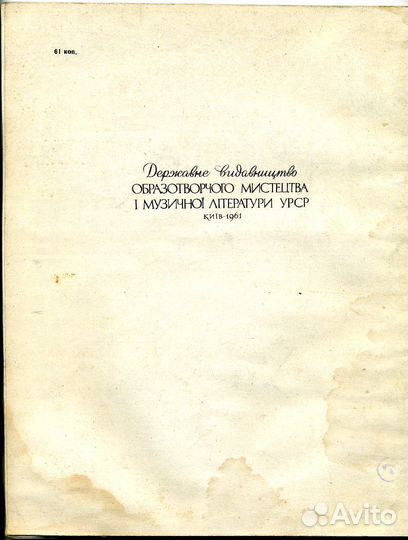 61 коп.
Державне видавництво
ОБРАЗОТВОРЧОГО МИСТЕЦТВА
І МУЗИЧНОЇ ЛІТЕРАТУРИ УРСР
КИЇВ-1961
Avito